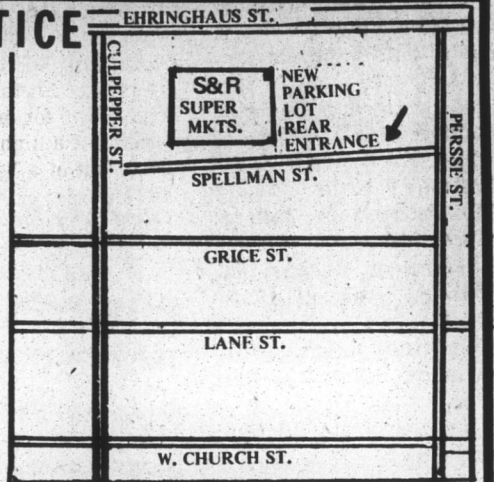 TICE
EHRINGHAUS ST.
CULPEPPER ST.
S&R
SUPER
MKTS.
NEW
PARKING
LOT
REAR
ENTRANCE
PERSSE ST.
SPELLMAN ST.
GRICE ST.
LANE ST.
W. CHURCH ST.